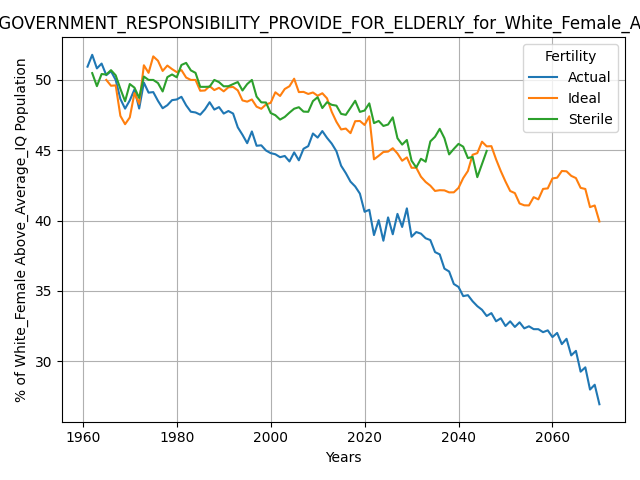 GOVERNMENT_RESPONSIBILITY_PROVIDE_FOR_ELDERLY_for_White_Female_A
% of White_Female Above_Average_IQ Population
50
45
40
35
30
Fertility
Actual
Ideal
Sterile
1960 1980 2000 2020 2040 2060
Years